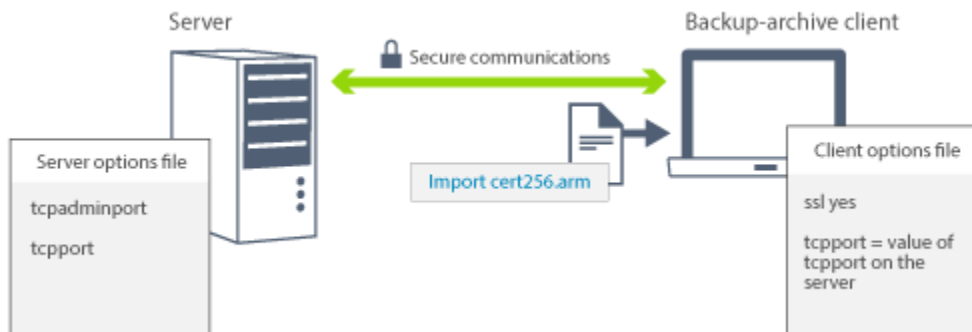 Server
Backup-archive client
Secure communications
Server options file
tcpadminport
tcpport
Import cert256.arm
Client options file
ssl yes
tcpport = value of
tcpport on the
server